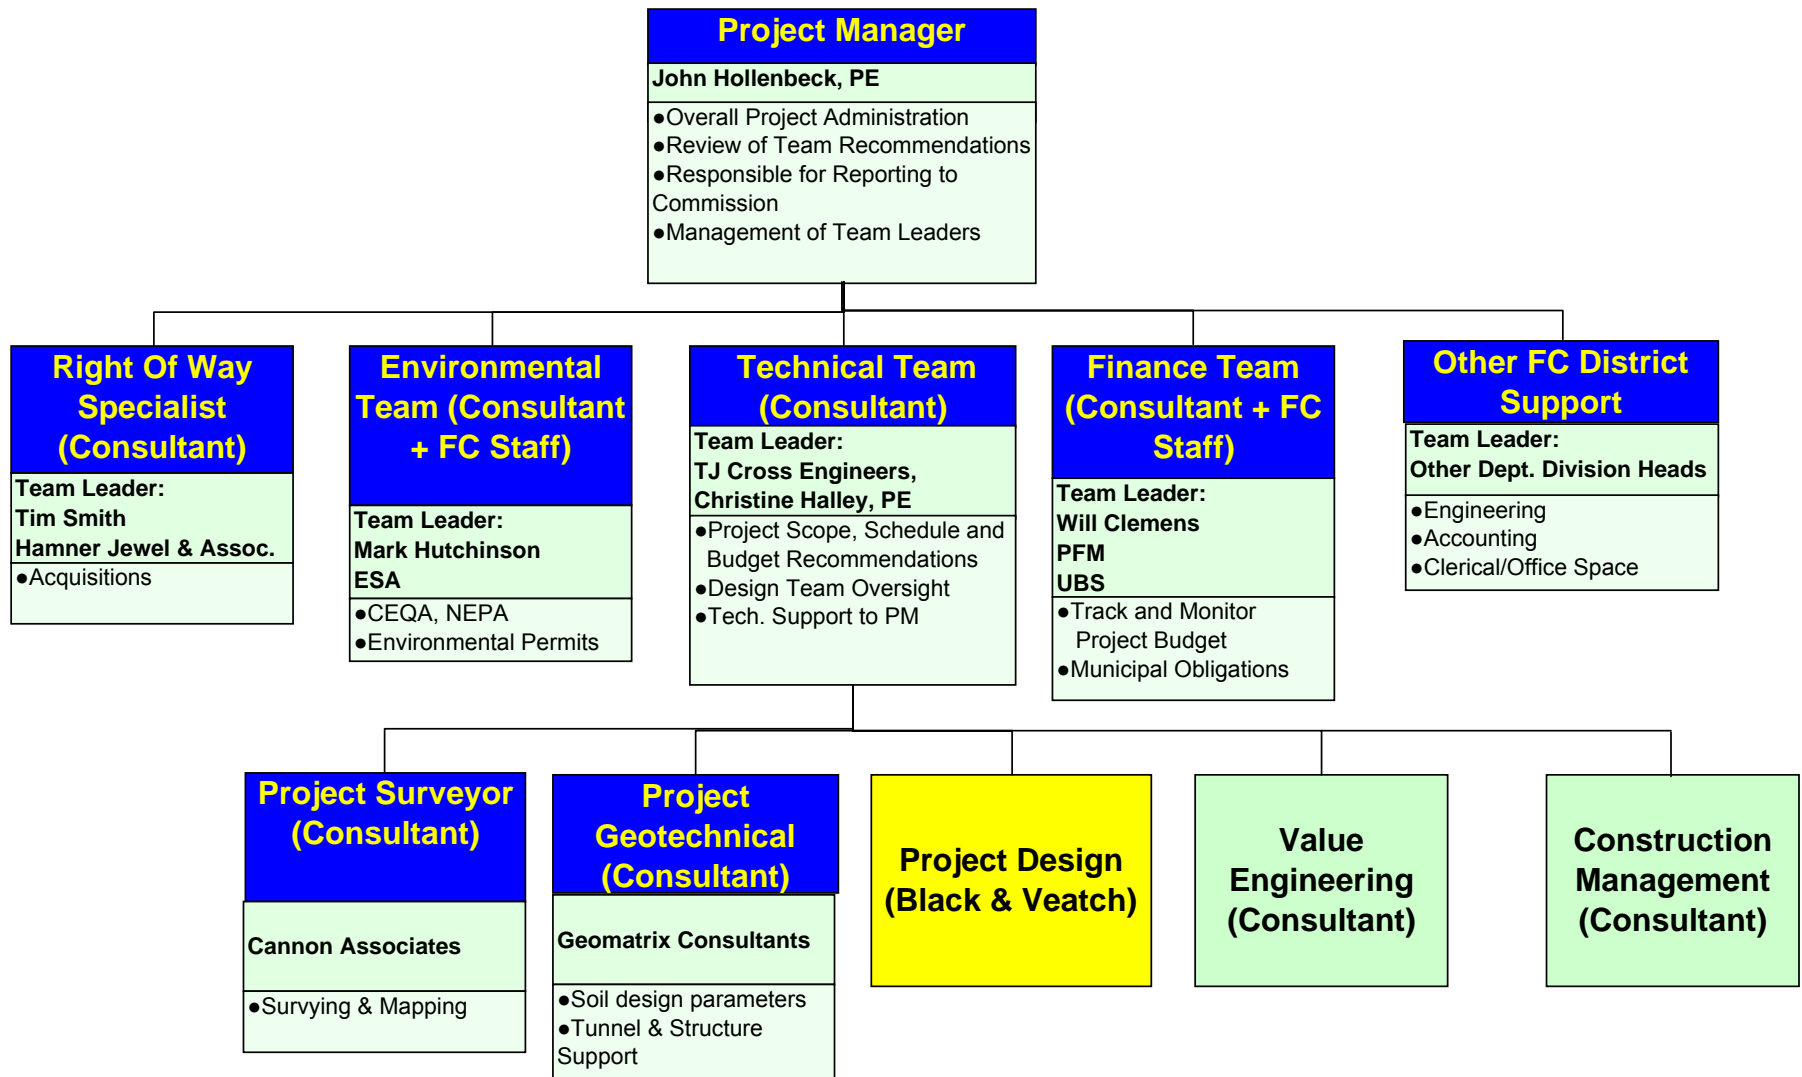 Project Manager
John Hollenbeck, PE
●Overall Project Administration
●Review of Team Recommendations
●Responsible for Reporting to
Commission
●Management of Team Leaders
Right Of Way
Specialist
(Consultant)
Team Leader:
Tim Smith
Hamner Jewel & Assoc.
●Acquisitions
Environmental
Team (Consultant
+ FC Staff)
Team Leader:
Mark Hutchinson
ESA
●CEQA, NEPA
●Environmental Permits
Technical Team
(Consultant)
Team Leader:
TJ Cross Engineers,
Christine Halley, PE
●Project Scope, Schedule and
Budget Recommendations
●Design Team Oversight
●Tech. Support to PM
Finance Team
(Consultant + FC
Staff)
Team Leader:
Will Clemens
PFM
UBS
●Track and Monitor
Project Budget
●Municipal Obligations
Other FC District
Support
Team Leader:
Other Dept. Division Heads
●Engineering
●Accounting
●Clerical/Office Space
Project Surveyor
(Consultant)
Cannon Associates
●Survying & Mapping
Project
Geotechnical
(Consultant)
Geomatrix Consultants
●Soil design parameters
●Tunnel & Structure
Support
Project Design
(Black & Veatch)
Value
Engineering
(Consultant)
Construction
Management
(Consultant)